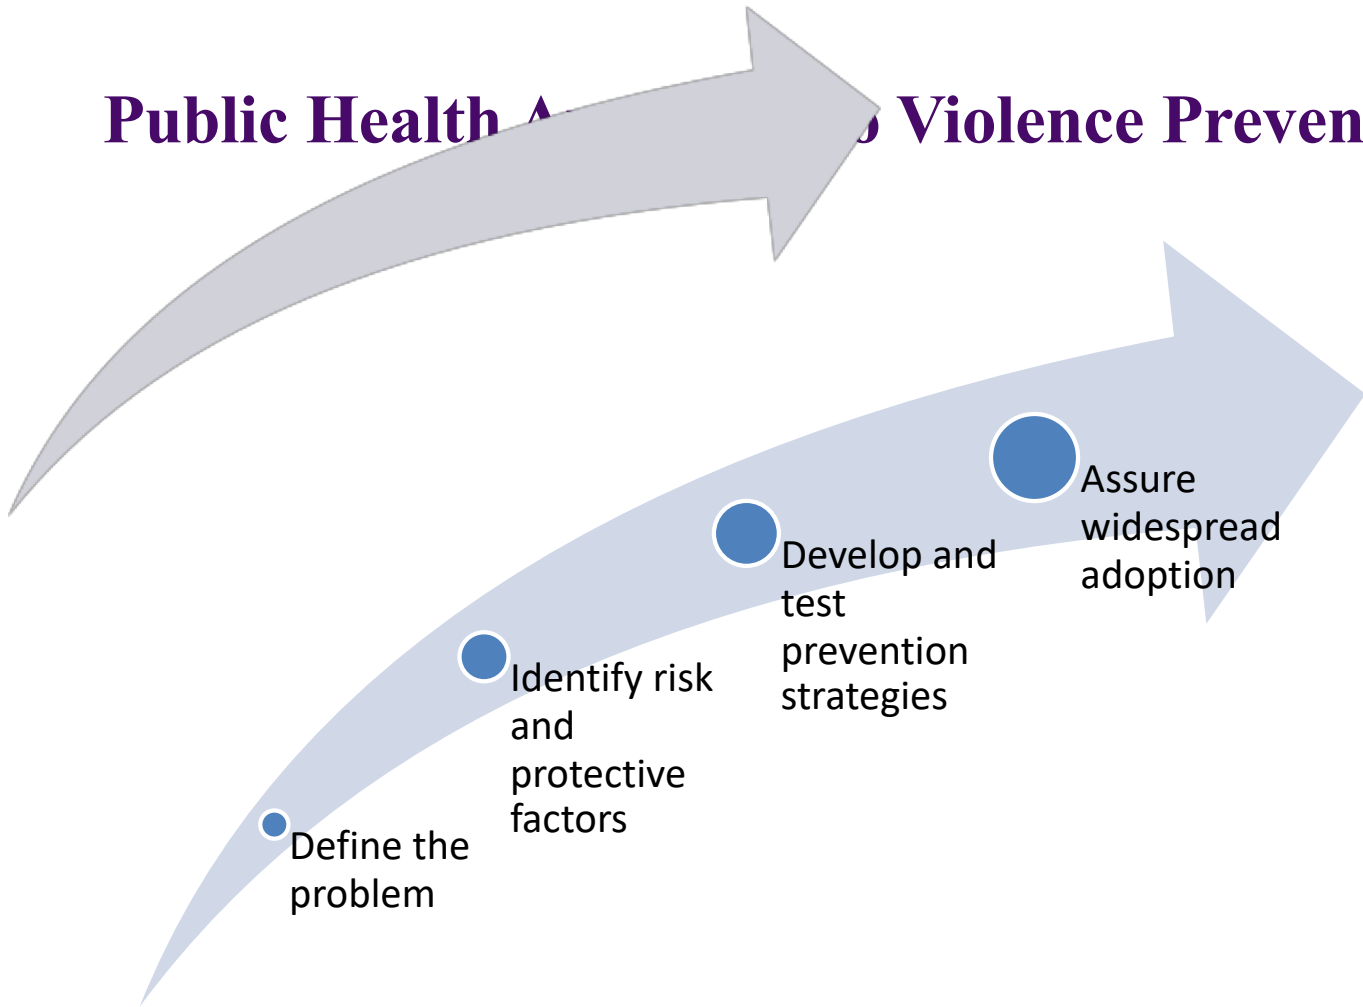 Public Health Violence Preven
Assure
widespread
adoption
Develop and
test
prevention
strategies
Identify risk
and
protective
factors
Define the
problem